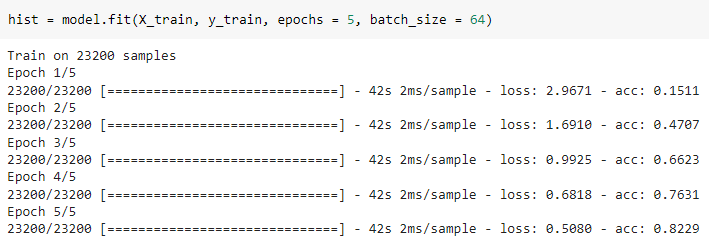 hist = model.fit(X_train, y_train, epochs = 5, batch_size = 64)
Train on 23200 samples
Epoch 1/5
23200/23200 [==============================] - 42s 2ms/sample - loss: 2.9671 - acc: 0.1511
Epoch 2/5
23200/23200 [==============================] - 42s 2ms/sample - loss: 1.6910 - acc: 0.4707
Epoch 3/5
23200/23200 [==============================] - 42s 2ms/sample - loss: 0.9925 - acc: 0.6623
Epoch 4/5
23200/23200 [==============================] - 42s 2ms/sample - loss: 0.6818 - acc: 0.7631
Epoch 5/5
23200/23200 [==============================] - 42s 2ms/sample - loss: 0.5080 - acc: 0.8229